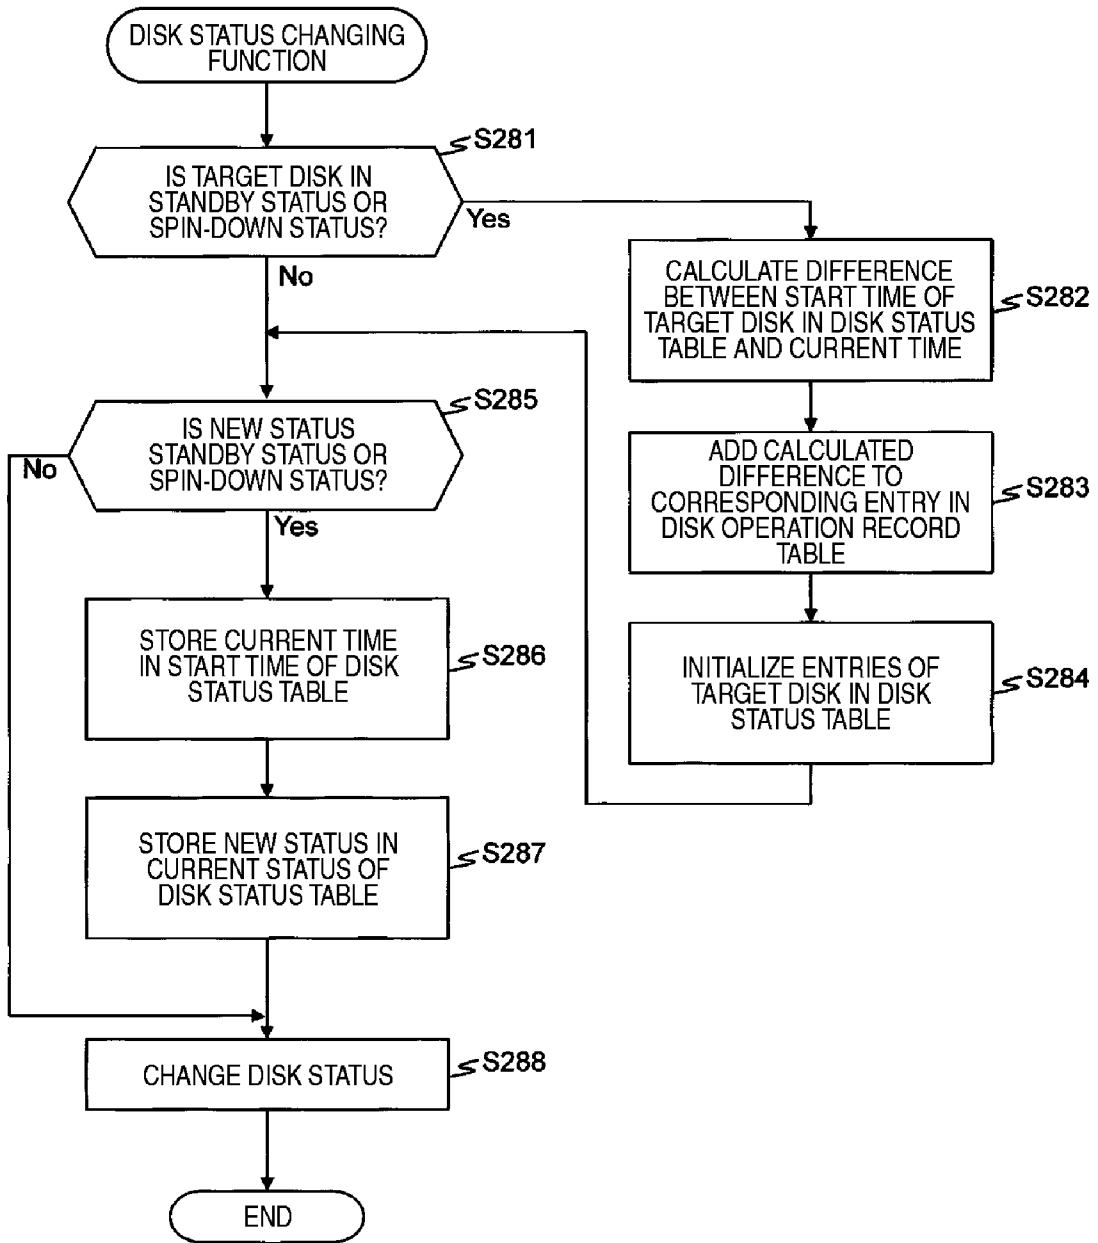 DISK STATUS CHANGING
FUNCTION
S281
IS TARGET DISK IN
STANDBY STATUS OR
SPIN-DOWN STATUS?
Yes
No
CALCULATE DIFFERENCE
BETWEEN START TIME OF
TARGET DISK IN DISK STATUS
TABLE AND CURRENT TIME
S282
ADD CALCULATED
DIFFERENCE TO
CORRESPONDING ENTRY IN
DISK OPERATION RECORD
TABLE
S283
INITIALIZE ENTRIES OF
TARGET DISK IN DISK
STATUS TABLE
S284
S285
IS NEW STATUS
STANDBY STATUS OR
SPIN-DOWN STATUS?
No
Yes
STORE CURRENT TIME
IN START TIME OF DISK
STATUS TABLE
S286
STORE NEW STATUS IN
CURRENT STATUS OF
DISK STATUS TABLE
S287
CHANGE DISK STATUS
S288
END